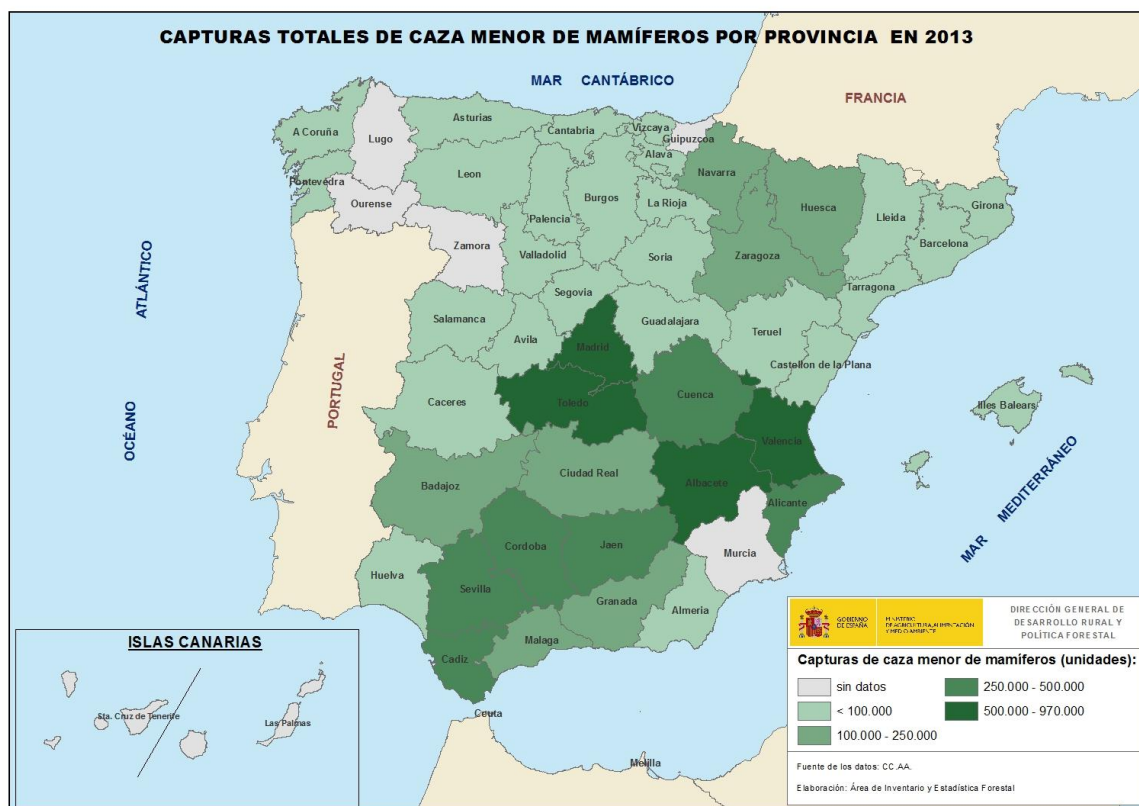 CAPTURAS TOTALES DE CAZA MENOR DE MAMÍFEROS POR PROVINCIA EN 2013
MAR CANTÁBRICO
FRANCIA
A Coruña
Lugo
Asturias
Cantabria
Vizcaya
Guipuzcoa
Alava
Navarra
Pontevedra
Ourense
Leon
Palencia
Burgos
La Rioja
Huesca
Lleida
Girona
Barcelona
Zamora
Valladolid
Soria
Zaragoza
Tarragona
OCÉANO ATLÁNTICO
Salamanca
Segovia
Avila
Guadalajara
Teruel
Madrid
Castellon de la Plana
PORTUGAL
Caceres
Toledo
Cuenca
Valencia
Illes Balears
MAR MEDITERRÁNEO
Badajoz
Ciudad Real
Albacete
Alicante
Cordoba
Jaen
Murcia
Huelva
Sevilla
Granada
Almeria
Malaga
Cadiz
Ceuta
Melilla
ISLAS CANARIAS
Sta. Cruz de Tenerife
Las Palmas
GOBIERNO
DE ESPAÑA
MINISTERIO
DE AGRICULTURA, ALIMENTACIÓN
Y MEDIO AMBIENTE
DIRECCIÓN GENERAL DE
DESARROLLO RURAL Y
POLÍTICA FORESTAL
Capturas de caza menor de mamíferos (unidades):
sin datos
< 100.000
100.000 - 250.000
250.000 - 500.000
500.000 - 970.000
Fuente de los datos: CC.AA.
Elaboración: Área de Inventario y Estadística Forestal